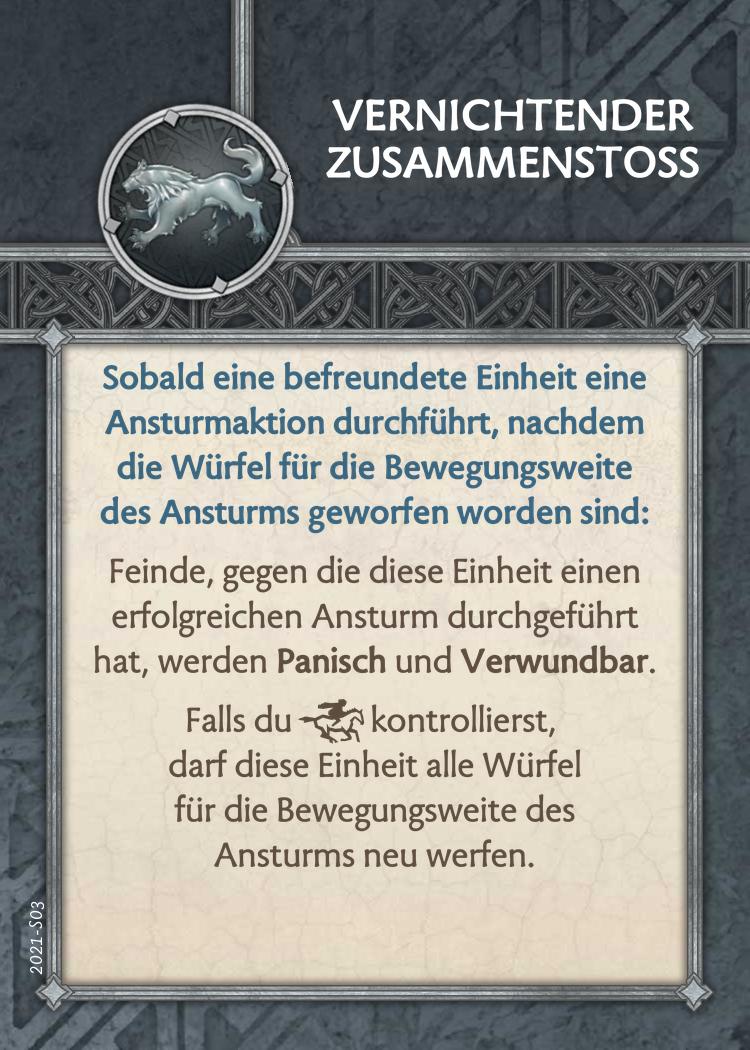 VERNICHTENDER
ZUSAMMENSTOSS
Sobald eine befreundete Einheit eine
Ansturmaktion durchführt, nachdem
die Würfel für die Bewegungsweite
des Ansturms geworfen worden sind:
Feinde, gegen die diese Einheit einen
erfolgreichen Ansturm durchgeführt
hat, werden Panisch und Verwundbar.
Falls du kontrollierst,
darf diese Einheit alle Würfel
für die Bewegungsweite des
Ansturms neu werfen.
2021-S03